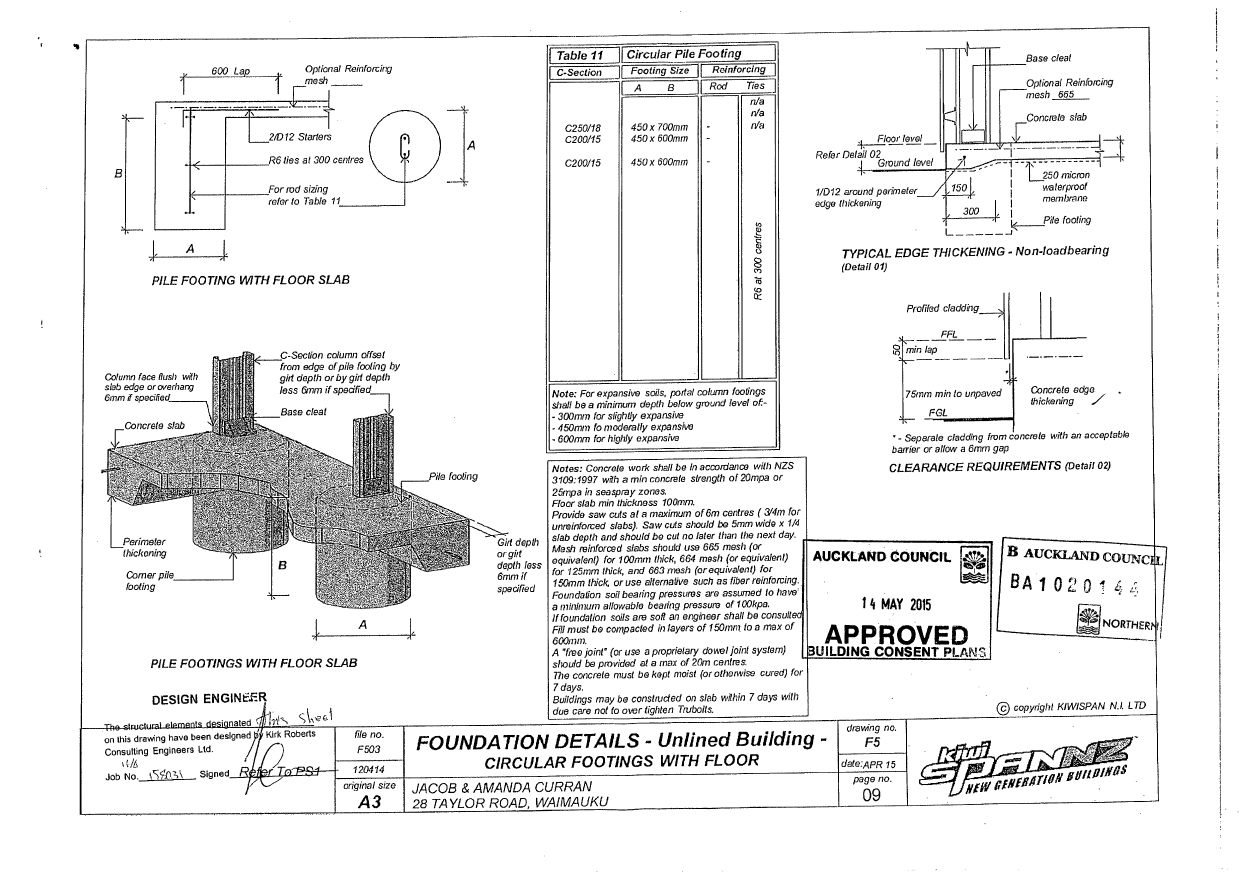 600 Lap
Optional Reinforcing
mesh
2/D12 Starters
R6 ties at 300 centres
For rod sizing
refer to Table 11
B
A
A
PILE FOOTING WITH FLOOR SLAB
Column face flush with
slab edge or overhang
6mm if specified
C-Section column offset
from edge of pile footing by
girt depth or by girt depth
less 6mm if specified
Base cleat
Concrete slab
Pile footing
Perimeter
thickening
Corner pile
footing
B
A
Girt depth
or girt
depth less
6mm if
specified
PILE FOOTINGS WITH FLOOR SLAB
Table 11 Circular Pile Footing
C-Section Footing Size Reinforcing
A B Rod Ties
n/a
n/a
C250/18 450 x 700mm - n/a
C200/15 450 x 600mm -
C200/15 450 x 600mm -
R6 at 300 centres
Note: For expansive soils, portal column footings
shall be a minimum depth below ground level of:-
- 300mm for slightly expansive
- 450mm fo moderatlly expansive
- 600mm for highly expansive
Notes: Concrete work shall be in accordance with NZS
3109:1997 with a min concrete strength of 20mpa or
25mpa in seaspray zones.
Floor slab min thickness 100mm.
Provide saw cuts at a maximum of 6m centres ( 3/4m for
unreinforced slabs). Saw cuts should be 5mm wide x 1/4
slab depth and should be cut no later than the next day.
Mesh reinforced slabs should use 665 mesh (or
equivalent) for 100mm thick, 664 mesh (or equivalent)
for 125mm thick, and 663 mesh (or equivalent) for
150mm thick, or use alternative such as fiber reinforcing.
Foundation soil bearing pressures are assumed to have
a minimum allowable bearing pressure of 100kpa.
If foundation soils are soft an engineer shall be consulted
Fill must be compacted in layers of 150mm to a max of
600mm.
A "free joint" (or use a proprietary dowel joint system)
should be provided at a max of 20m centres.
The concrete must be kept moist (or otherwise cured) for
7 days.
Buildings may be constructed on slab within 7 days with
due care not to over tighten Trubolts.
Base cleat
Optional Reinforcing
mesh 665
Concrete slab
Floor level
Refer Detail 02
Ground level
1/D12 around perimeter
edge thickening
150
300
250 micron
waterproof
membrane
Pile footing
TYPICAL EDGE THICKENING - Non-loadbearing
(Detail 01)
Profiled cladding
FFL
50
min lap
*
75mm min to unpaved
Concrete edge
thickening
FGL
* - Separate cladding from concrete with an acceptable
barrier or allow a 6mm gap
CLEARANCE REQUIREMENTS (Detail 02)
AUCKLAND COUNCIL
14 MAY 2015
APPROVED
BUILDING CONSENT PLANS
B AUCKLAND COUNCIL
BA1020144
NORTHERN
© copyright KIWISPAN N.I. LTD
DESIGN ENGINEER
The structural elements designated this Sheet
on this drawing have been designed by Kirk Roberts
Consulting Engineers Ltd.
Job No. 158031 Signed Refer To PS1
file no.
F503
120414
original size
A3
FOUNDATION DETAILS - Unlined Building -
CIRCULAR FOOTINGS WITH FLOOR
JACOB & AMANDA CURRAN
28 TAYLOR ROAD, WAIMAUKU
drawing no.
F5
date: APR 15
page no.
09
kiwi
SPANNZ
NEW GENERATION BUILDINGS